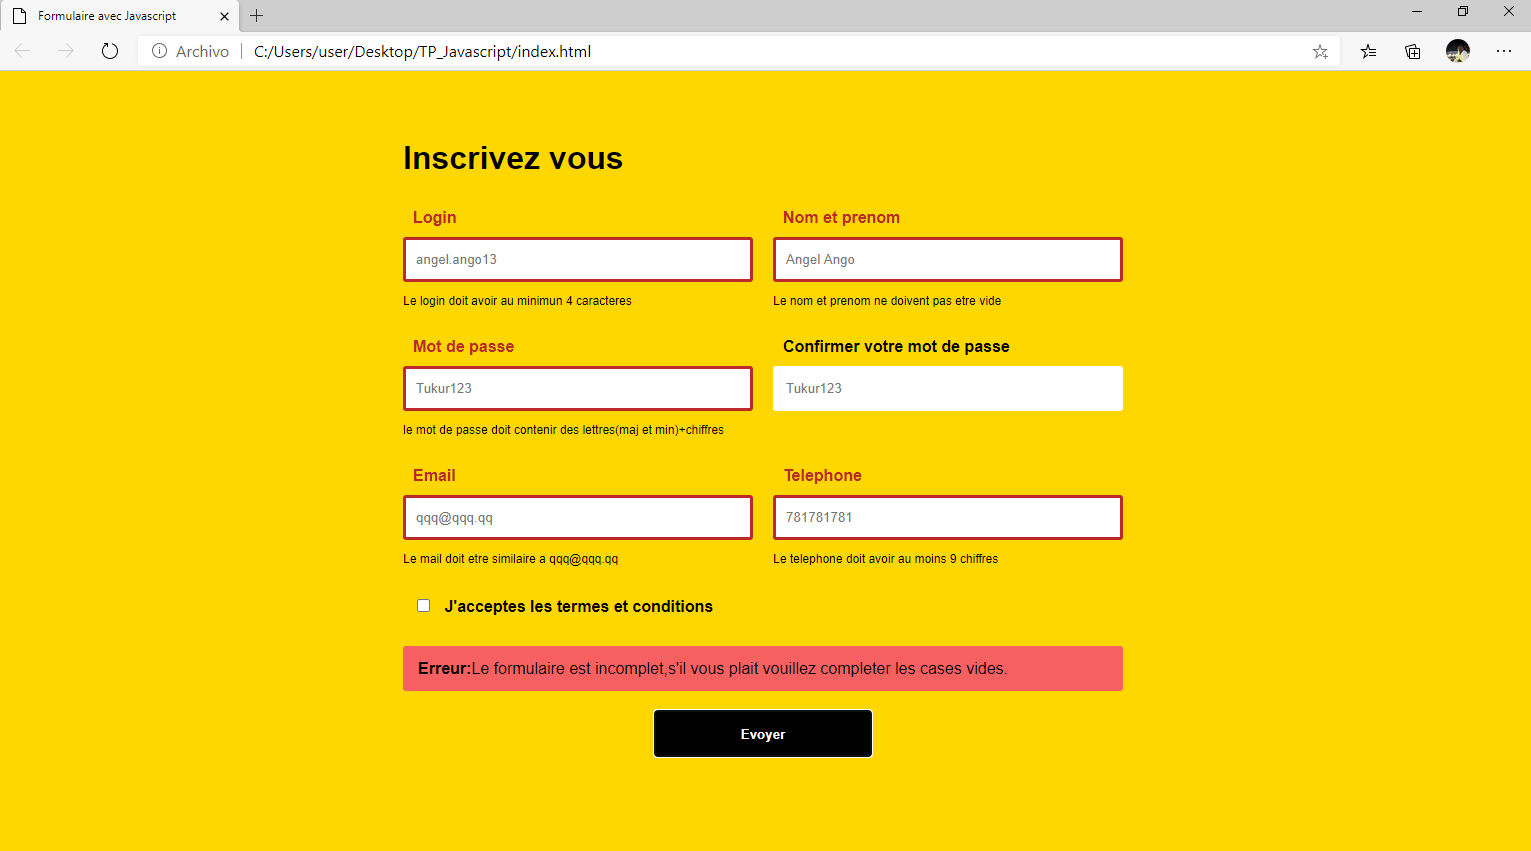 Formulaire avec Javascript
Archivo | C:/Users/user/Desktop/TP_Javascript/index.html
Inscrivez vous
Login
Nom et prenom
angel.ango13
Angel Ango
Le login doit avoir au minimun 4 caracteres
Le nom et prenom ne doivent pas etre vide
Mot de passe
Confirmer votre mot de passe
Tukur123
Tukur123
le mot de passe doit contenir des lettres(maj et min)+chiffres
Email
Telephone
qqq@qqq.qq
781781781
Le mail doit etre similaire a qqq@qqq.qq
Le telephone doit avoir au moins 9 chiffres
J'acceptes les termes et conditions
Erreur:Le formulaire est incomplet,s'il vous plait vouillez completer les cases vides.
Evoyer